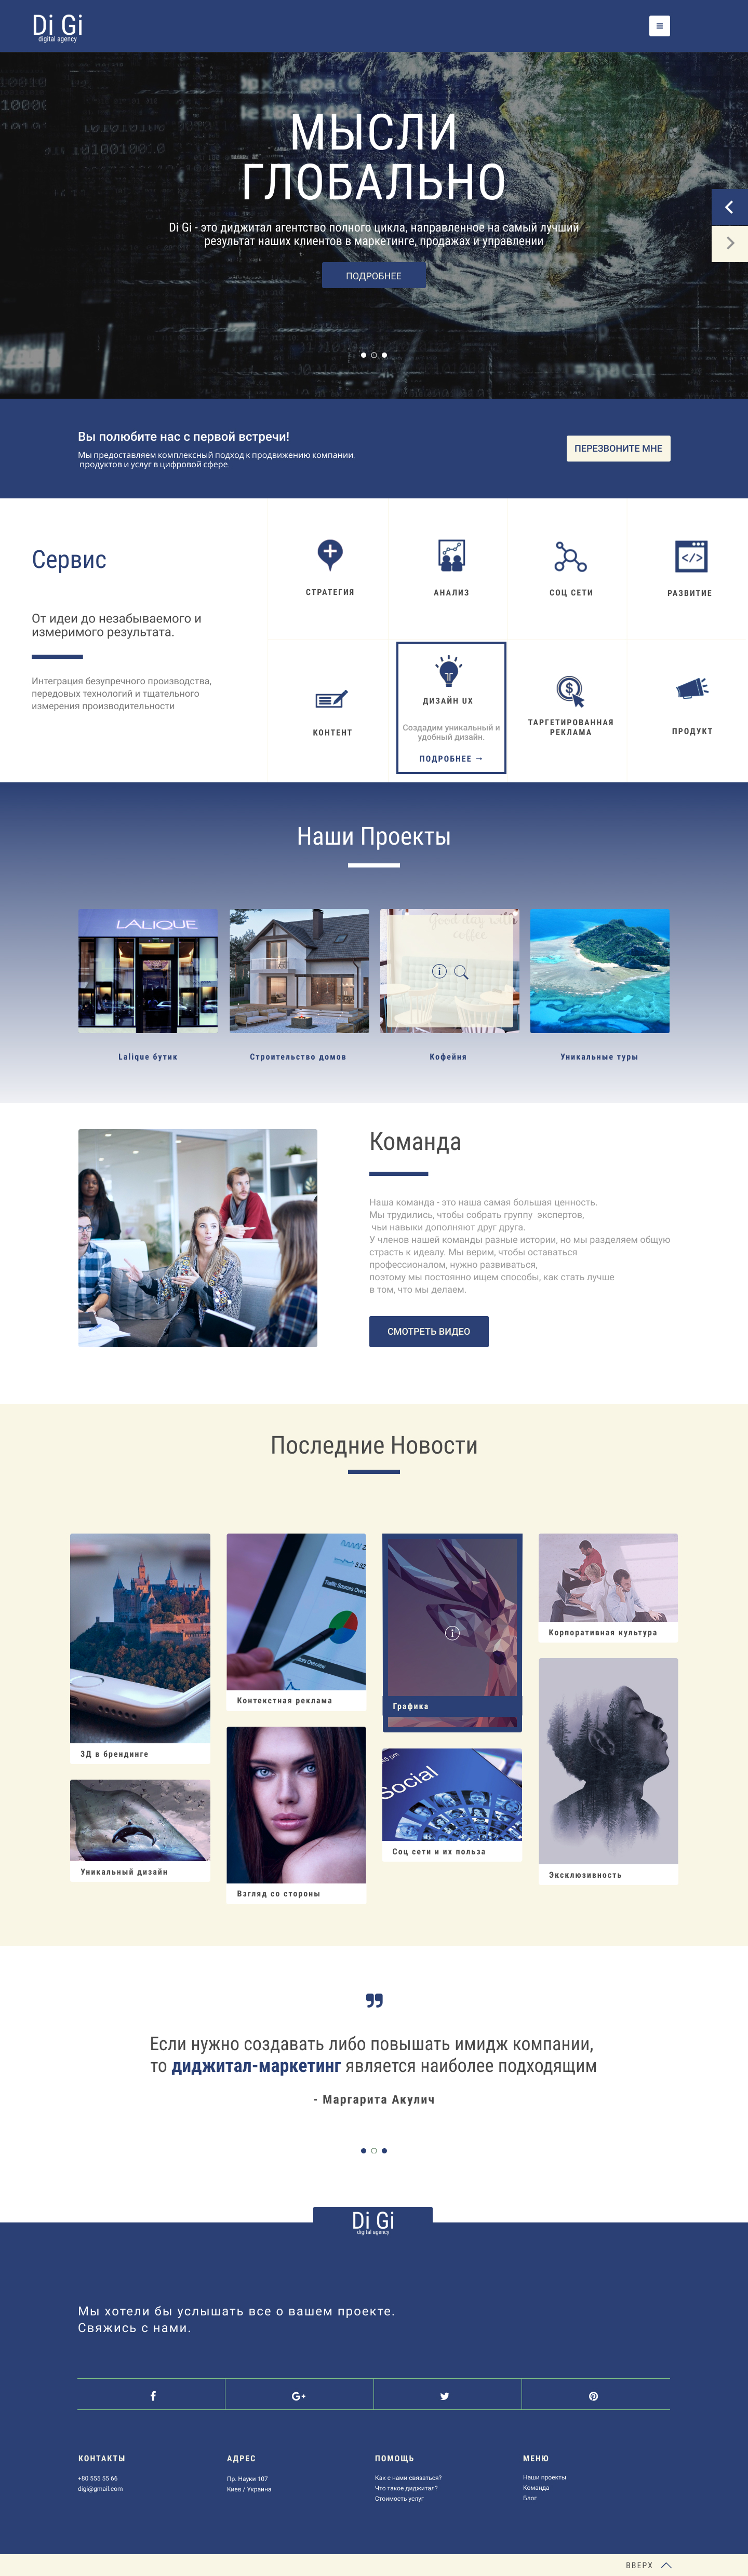 Di Gi
digital agency
МЫСЛИ
ГЛОБАЛЬНО
Di Gi - это диджитал агентство полного цикла, направленное на самый лучший
результат наших клиентов в маркетинге, продажах и управлении
ПОДРОБНЕЕ
Вы полюбите нас с первой встречи!
Мы предоставляем комплексный подход к продвижению компании,
продуктов и услуг в цифровой сфере.
ПЕРЕЗВОНИТЕ МНЕ
Сервис
От идеи до незабываемого и
измеримого результата.
Интеграция безупречного производства,
передовых технологий и тщательного
измерения производительности
СТРАТЕГИЯ
АНАЛИЗ
СОЦ СЕТИ
РАЗВИТИЕ
КОНТЕНТ
ДИЗАЙН UX
Создадим уникальный и
удобный дизайн.
ПОДРОБНЕЕ →
ТАРГЕТИРОВАННАЯ
РЕКЛАМА
ПРОДУКТ
Наши Проекты
LALIQUE
Good day with
coffee
Lalique бутик
Строительство домов
Кофейня
Уникальные туры
Команда
Наша команда - это наша самая большая ценность.
Мы трудились, чтобы собрать группу экспертов,
чьи навыки дополняют друг друга.
У членов нашей команды разные истории, но мы разделяем общую
страсть к идеалу. Мы верим, чтобы оставаться
профессионалом, нужно развиваться,
поэтому мы постоянно ищем способы, как стать лучше
в том, что мы делаем.
СМОТРЕТЬ ВИДЕО
Последние Новости
3Д в брендинге
Уникальный дизайн
Traffic Sources Overview
Контекстная реклама
Взгляд со стороны
Графика
Social
Соц сети и их польза
Корпоративная культура
Эксклюзивность
Если нужно создавать либо повышать имидж компании,
то диджитал-маркетинг является наиболее подходящим
- Маргарита Акулич
Di Gi
digital agency
Мы хотели бы услышать все о вашем проекте.
Свяжись с нами.
КОНТАКТЫ
+80 555 55 66
digi@gmail.com
АДРЕС
Пр. Науки 107
Киев / Украина
ПОМОЩЬ
Как с нами связаться?
Что такое диджитал?
Стоимость услуг
МЕНЮ
Наши проекты
Команда
Блог
ВВЕРХ